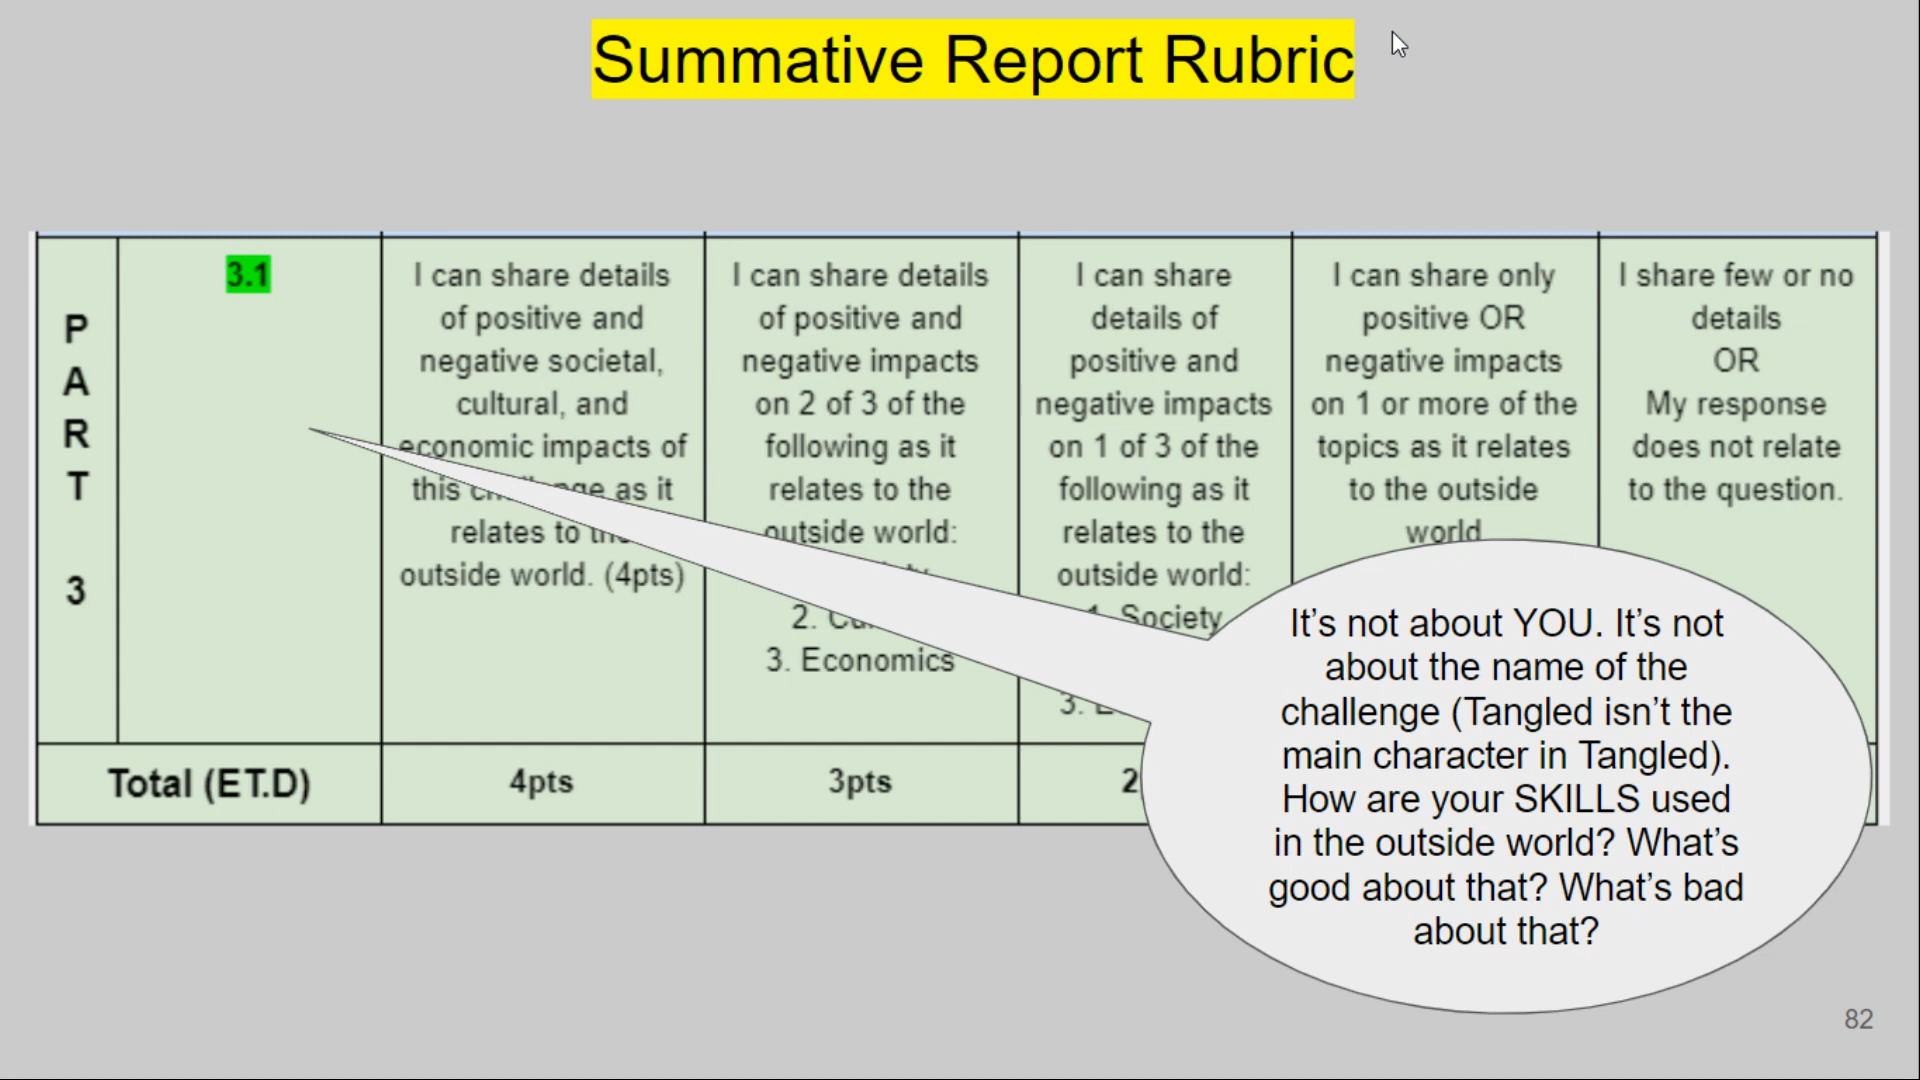 Summative Report Rubric
P
A
R
T
3
3.1
I can share details
of positive and
negative societal,
cultural, and
economic impacts of
this as it
relates to
outside world. (4pts)
I can share details
of positive and
negative impacts
on 2 of 3 of the
following as it
relates to the
outside world:
2.
3. Economics
I can share
details of
positive and
negative impacts
on 1 of 3 of the
following as it
relates to the
outside world:
1. Society
3.
I can share only
positive OR
negative impacts
on 1 or more of the
topics as it relates
to the outside
world
I share few or no
details
OR
My response
does not relate
to the question.
Total (ET.D)
4pts
3pts
2
It’s not about YOU. It’s not
about the name of the
challenge (Tangled isn’t the
main character in Tangled).
How are your SKILLS used
in the outside world? What’s
good about that? What’s bad
about that?
82